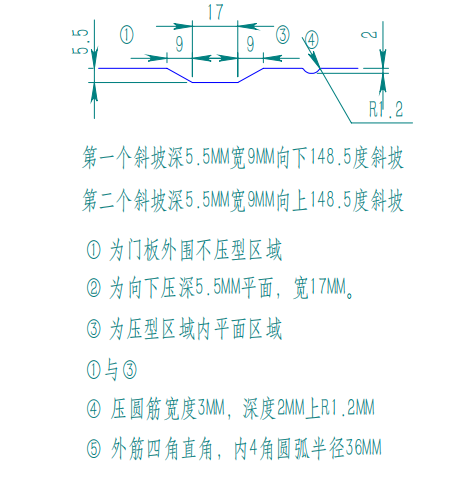 17
5.5
①
9
9
③
④
2
R1.2
第一个斜坡深5.5MM宽9MM向下148.5度斜坡
第二个斜坡深5.5MM宽9MM向上148.5度斜坡
① 为门板外围不压型区域
② 为向下压深5.5MM平面，宽17MM。
③ 为压型区域内平面区域
①与③
④ 压圆筋宽度3MM，深度2MM上R1.2MM
⑤ 外筋四角直角，内4角圆弧半径36MM